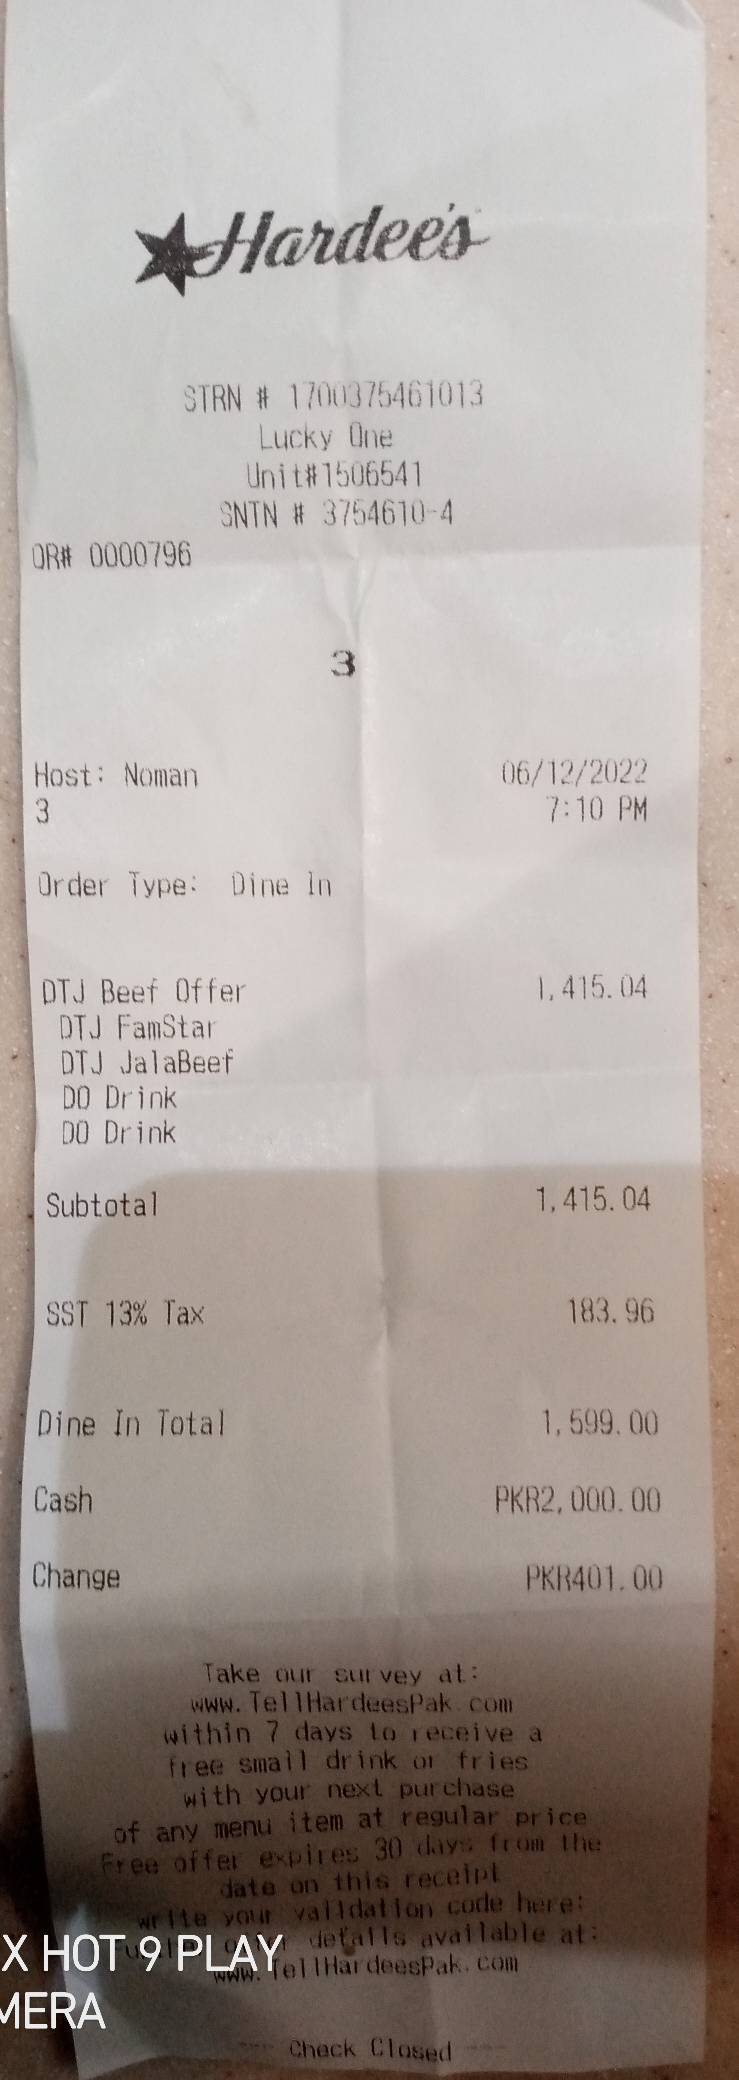 Hardee's
STRN # 1700375461013
Lucky One
Unit#1506541
SNTN # 3754610-4
OR# 0000796
3
Host: Noman 06/12/2022
3 7:10 PM
Order Type: Dine In
DTJ Beef Offer 1,415.04
DTJ FamStar
DTJ JalaBeef
DO Drink
DO Drink
Subtotal 1,415.04
SST 13% Tax 183.96
Dine In Total 1,599.00
Cash PKR2,000.00
Change PKR401.00
Take our survey at:
www.TellHardeesPak.com
within 7 days to receive a
free small drink or fries
with your next purchase
of any menu item at regular price
Free offer expires 30 days from the
date on this receipt
write your validation code here:
details available at:
www.TellHardeesPak.com
X HOT 9 PLAY
MERA
--- Check Closed ---